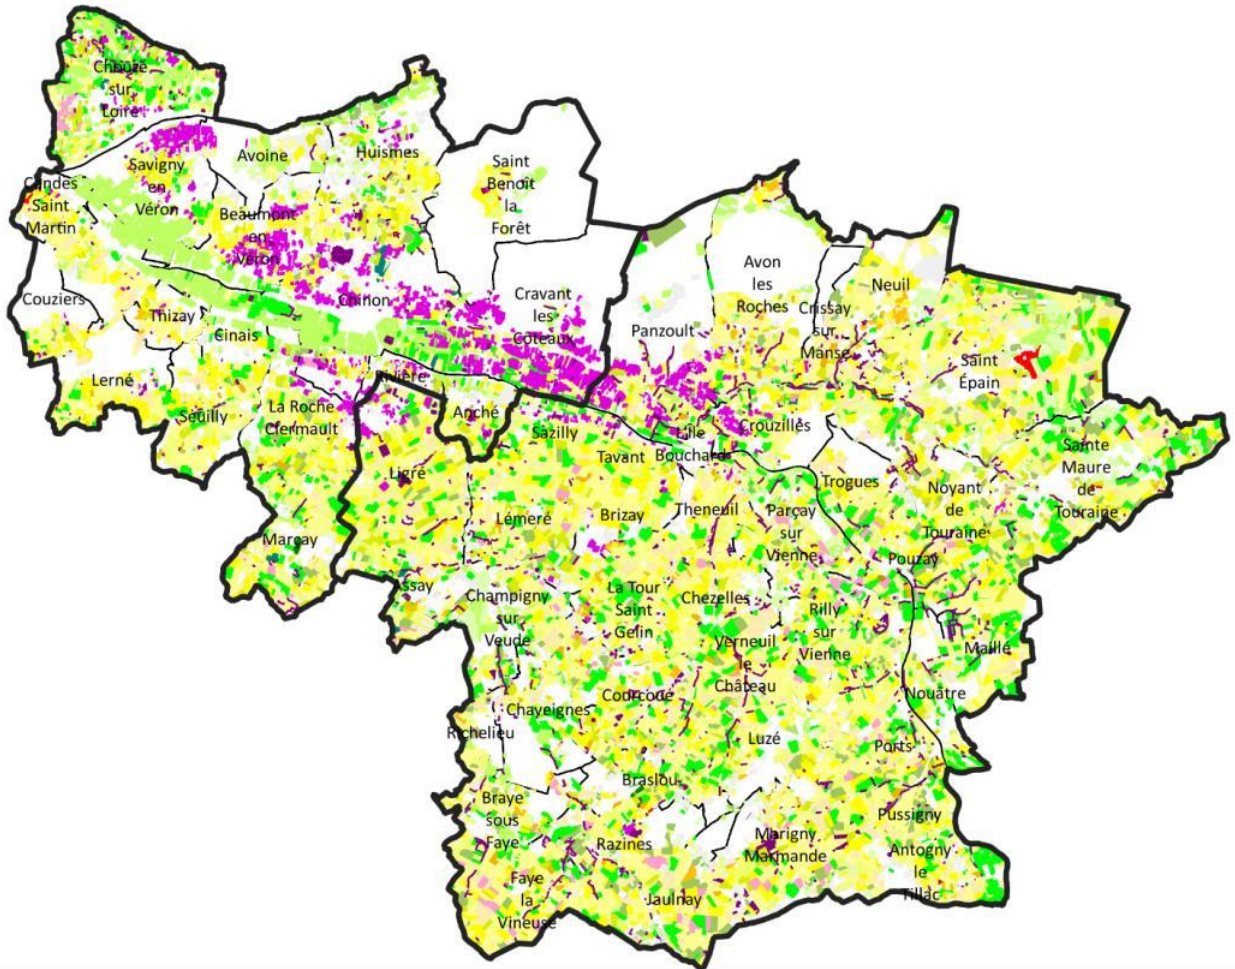 Chouzé
sur
Loire
Savigny
en
Véron
Avoine
Huismes
Saint
Benoît
la
Forêt
Candes
Saint
Martin
Beaumont
en
Véron
Couziers
Thizay
Cinais
Chinon
Cravant
les
Côteaux
Lerné
Seuilly
La Roche
Clermault
Rivière
Anché
Marçay
Panzoult
Avon
les
Roches
Crissay
sur
Manse
Neuil
Saint
Épain
Ligré
Sazilly
Tavant
L'Ile
Bouchard
Crouzilles
Trogues
Noyant
de
Touraine
Sainte
Maure
de
Touraine
Lémeré
Brizay
Theneuil
Parçay
sur
Vienne
Pouzay
Assay
Champigny
sur
Veude
La Tour
Saint
Gelin
Chezelles
Rilly
sur
Vienne
Verneuil
le
Château
Maillé
Nouâtre
Courcoué
Chaveignes
Richelieu
Luzé
Ports
Braslou
Braye
sous
Faye
Razines
Marigny
Marmande
Pussigny
Antogny
le
Tillac
Faye
la
Vineuse
Jaulnay